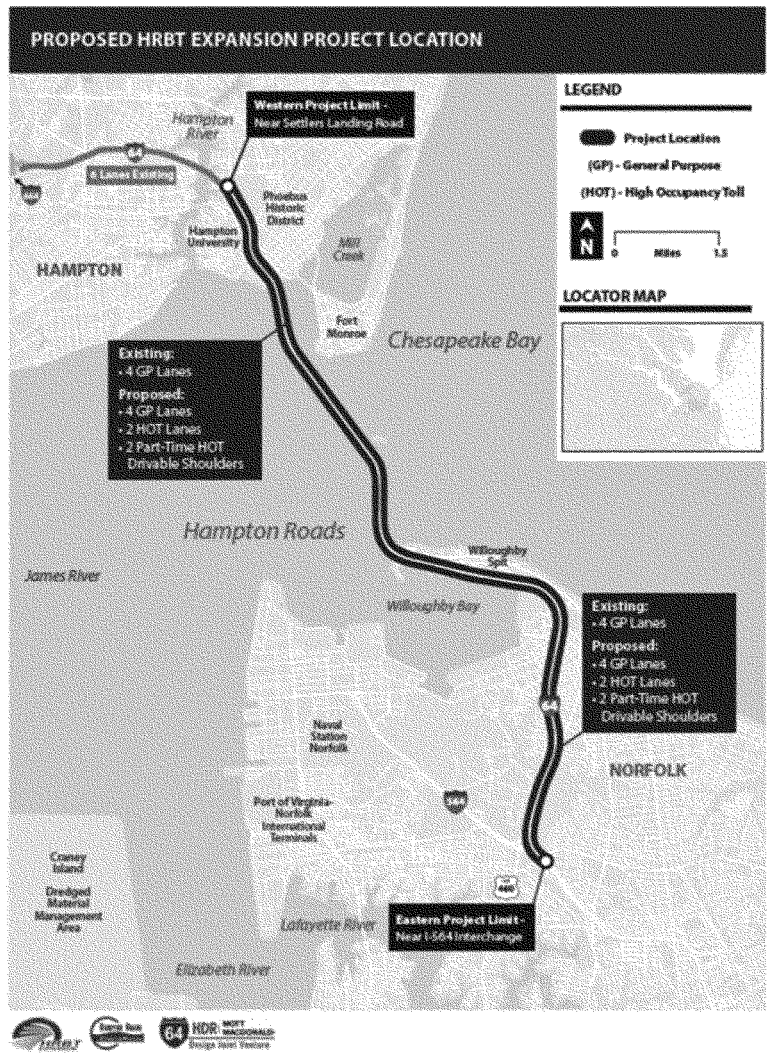 PROPOSED HRBT EXPANSION PROJECT LOCATION
LEGEND
Project Location
(GP) - General Purpose
(HOT) - High Occupancy Toll
N
0 Miles 1.5
LOCATOR MAP
Western Project Limit -
Near Settlers Landing Road
Hampton
River
64
6 Lanes Existing
Phoebus
Historic
District
Hampton
University
Mill
Creek
HAMPTON
Fort
Monroe
Chesapeake Bay
Existing:
• 4 GP Lanes
Proposed:
• 4 GP Lanes
• 2 HOT Lanes
• 2 Part-Time HOT
Drivable Shoulders
Hampton Roads
James River
Willoughby
Spit
Willoughby Bay
Existing:
• 4 GP Lanes
Proposed:
• 4 GP Lanes
• 2 HOT Lanes
• 2 Part-Time HOT
Drivable Shoulders
64
Naval
Station
Norfolk
NORFOLK
Port of Virginia-
Norfolk
International
Terminals
564
Craney
Island
Dredged
Material
Management
Area
460
Lafayette River
Eastern Project Limit -
Near I-564 Interchange
Elizabeth River
64
HDR
MOTT
MACDONALD
Design Joint Venture